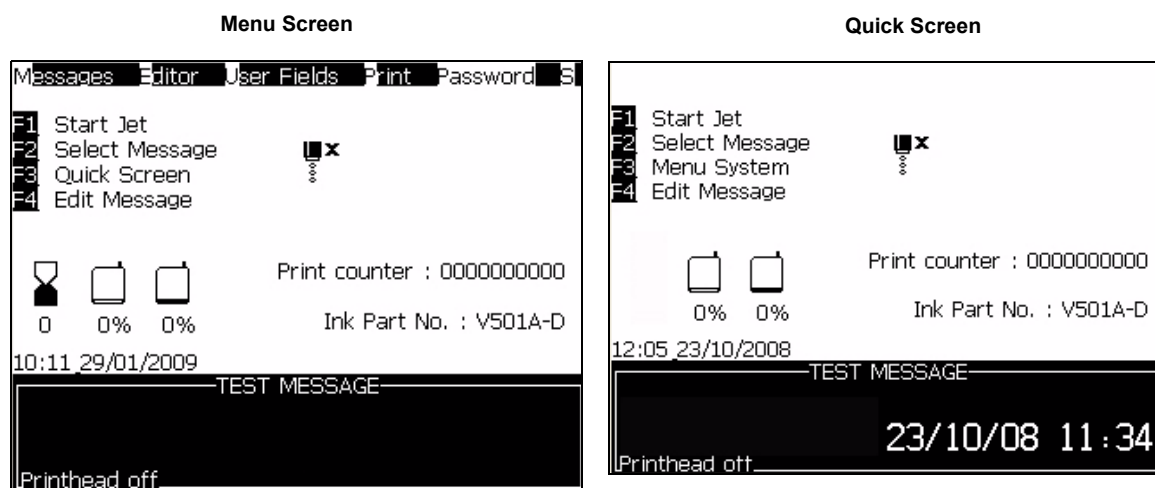 Menu Screen
Messages Editor User Fields Print Password S
F1 Start Jet
F2 Select Message
F3 Quick Screen
F4 Edit Message
Print counter : 0000000000
0 0% 0%
Ink Part No. : V501A-D
10:11 29/01/2009
TEST MESSAGE
Printhead off
Quick Screen
F1 Start Jet
F2 Select Message
F3 Menu System
F4 Edit Message
Print counter : 0000000000
0% 0%
Ink Part No. : V501A-D
12:05 23/10/2008
TEST MESSAGE
23/10/08 11:34
Printhead off